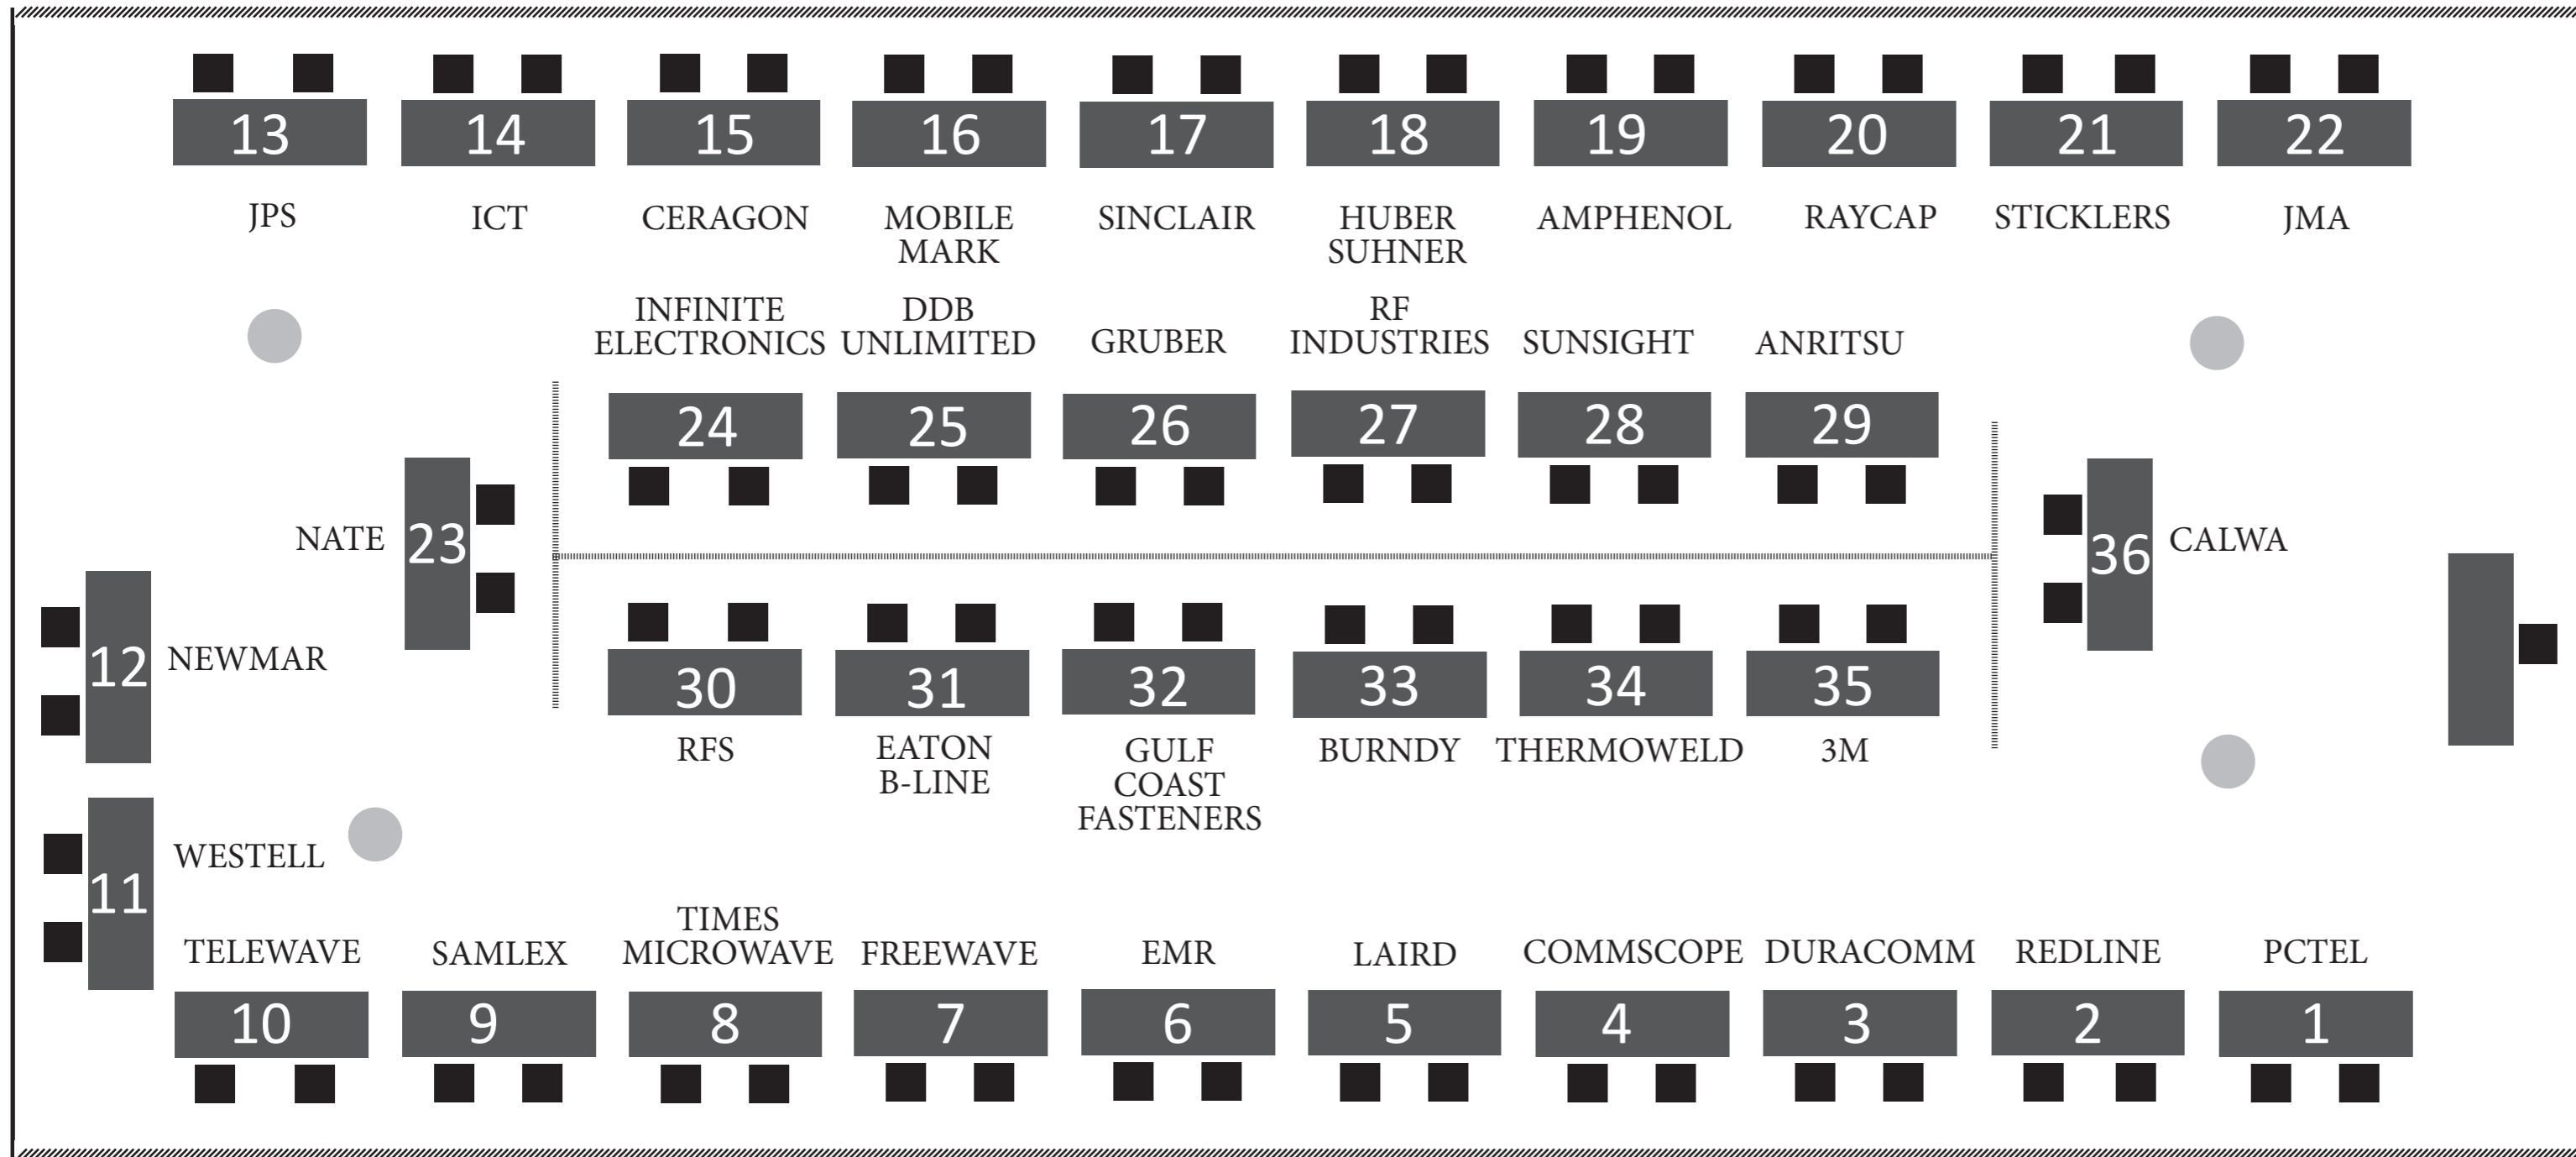 13 14 15 16 17 18 19 20 21 22
JPS ICT CERAGON MOBILE SINCLAIR HUBER AMPHENOL RAYCAP STICKLERS JMA
MARK SUHNER
INFINITE DDB RF
ELECTRONICS UNLIMITED GRUBER INDUSTRIES SUNSIGHT ANRITSU
24 25 26 27 28 29
NATE 23 36 CALWA
12 NEWMAR
30 31 32 33 34 35
RFS EATON GULF BURNDY THERMOWELD 3M
B-LINE COAST
FASTENERS
WESTELL
11
TIMES
TELEWAVE SAMLEX MICROWAVE FREEWAVE EMR LAIRD COMMSCOPE DURACOMM REDLINE PCTEL
10 9 8 7 6 5 4 3 2 1